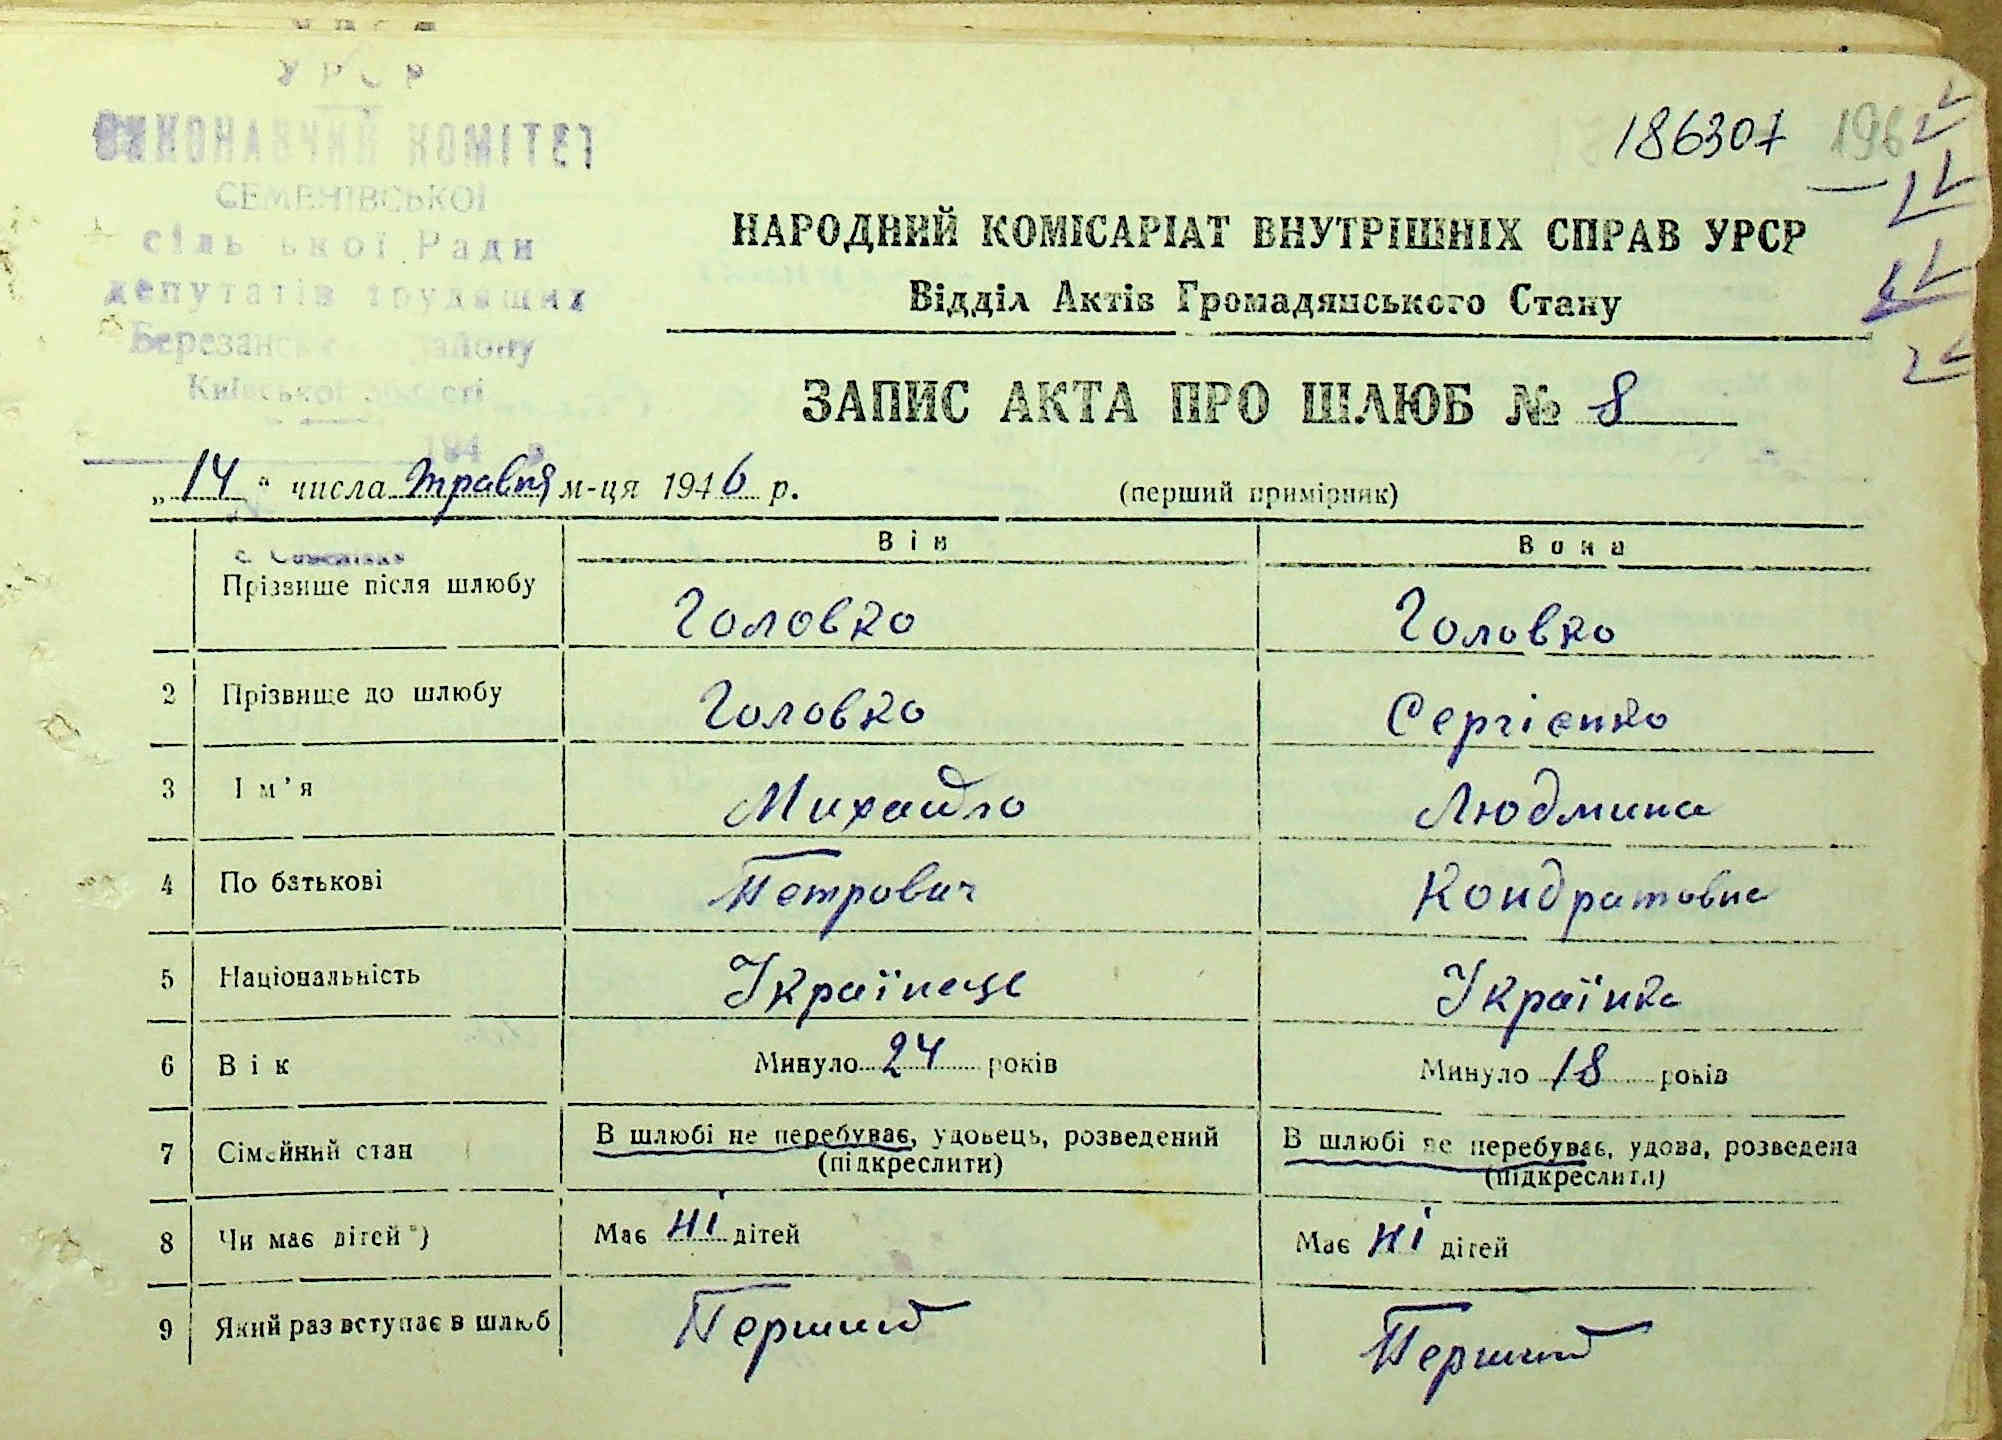 УРСР
ВИКОНАВЧИЙ КОМІТЕТ
СЕМЕНІВСЬКОЇ
сільської Ради
депутатів трудящих
Березанського району
Київської області
194 р.
186307 196
НАРОДНИЙ КОМІСАРІАТ ВНУТРІШНІХ СПРАВ УРСР
Відділ Актів Громадянського Стану
ЗАПИС АКТА ПРО ШЛЮБ № 8
„14“ числа травня м-ця 1946 р. (перший примірник)
Він Вона
с. Семенівка
Прізвище після шлюбу Головко Головко
2 Прізвище до шлюбу Головко Сергієнко
3 Ім’я Михайло Людмила
4 По батькові Петрович Кондратовна
5 Національність Українець Українка
6 Вік Минуло 24 років Минуло 18 років
7 Сімейний стан В шлюбі не перебуває, удовець, розведений В шлюбі не перебуває, удова, розведена
(підкреслити) (підкреслити)
8 Чи має дітей*) Має ні дітей Має ні дітей
9 Який раз вступає в шлюб Перший Перший